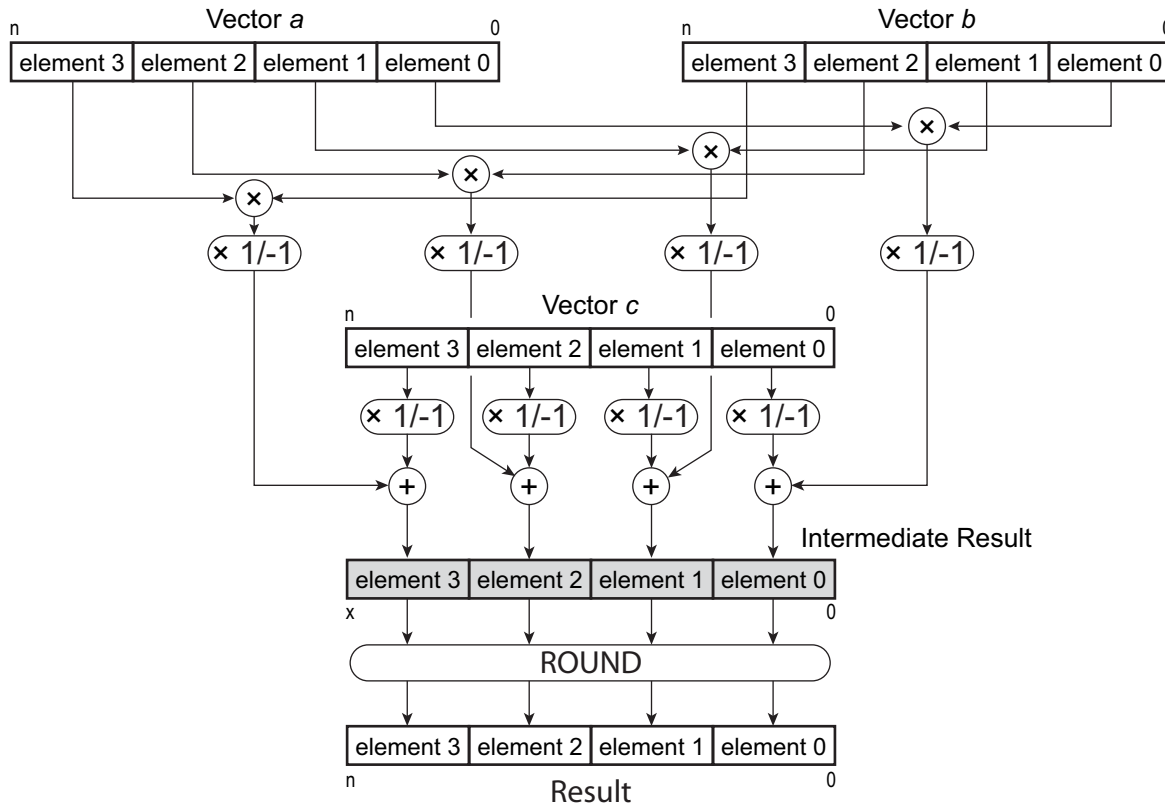 Vector a
Vector b
n 0
n 0
element 3 element 2 element 1 element 0
element 3 element 2 element 1 element 0
×
×
×
×
× 1/-1 × 1/-1 × 1/-1 × 1/-1
Vector c
n 0
element 3 element 2 element 1 element 0
× 1/-1 × 1/-1 × 1/-1 × 1/-1
+ + + +
Intermediate Result
element 3 element 2 element 1 element 0
x 0
ROUND
element 3 element 2 element 1 element 0
n 0
Result